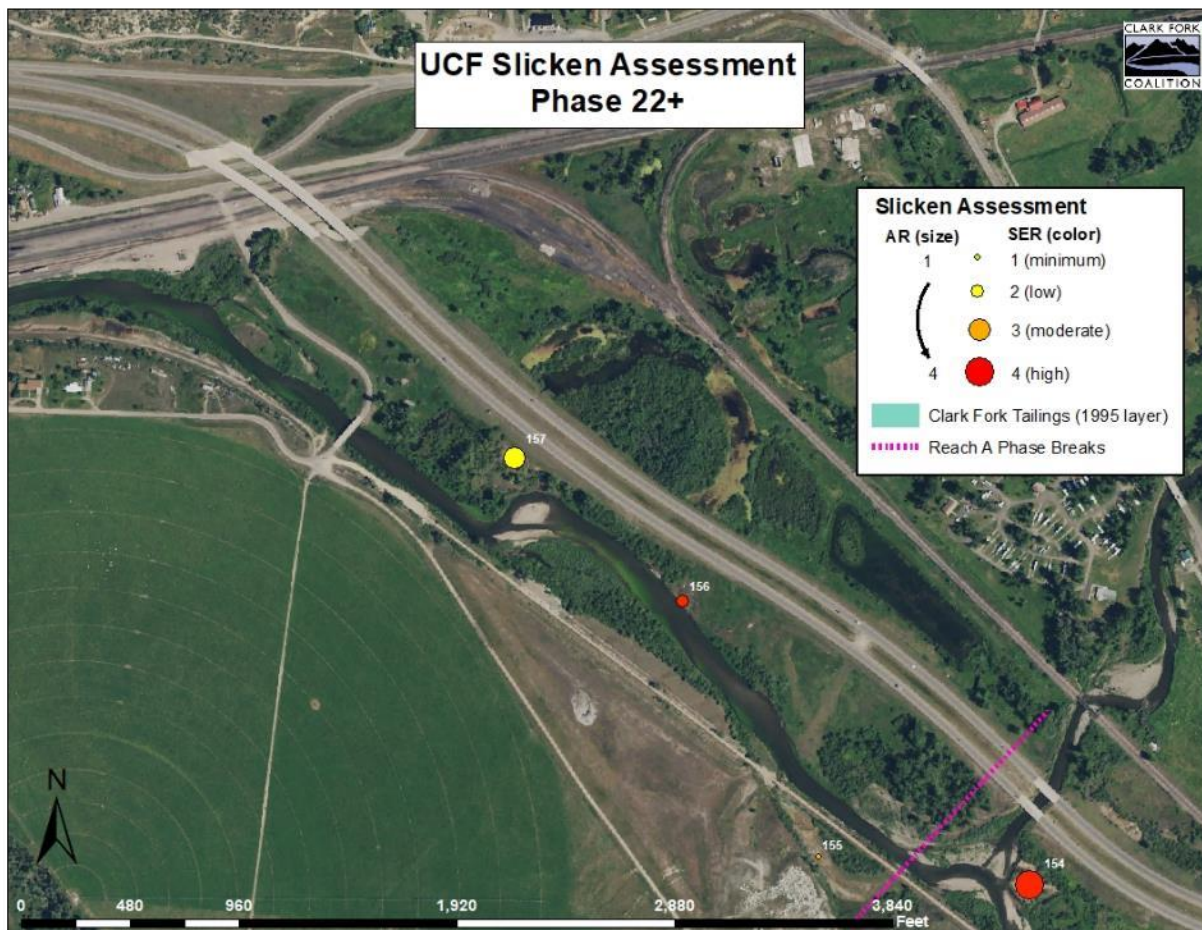 UCF Slicken Assessment
Phase 22+
CLARK FORK
COALITION
Slicken Assessment
AR (size) SER (color)
1 1 (minimum)
2 (low)
3 (moderate)
4 4 (high)
Clark Fork Tailings (1995 layer)
Reach A Phase Breaks
157
156
155
154
N
0 480 960 1,920 2,880 3,840
Feet